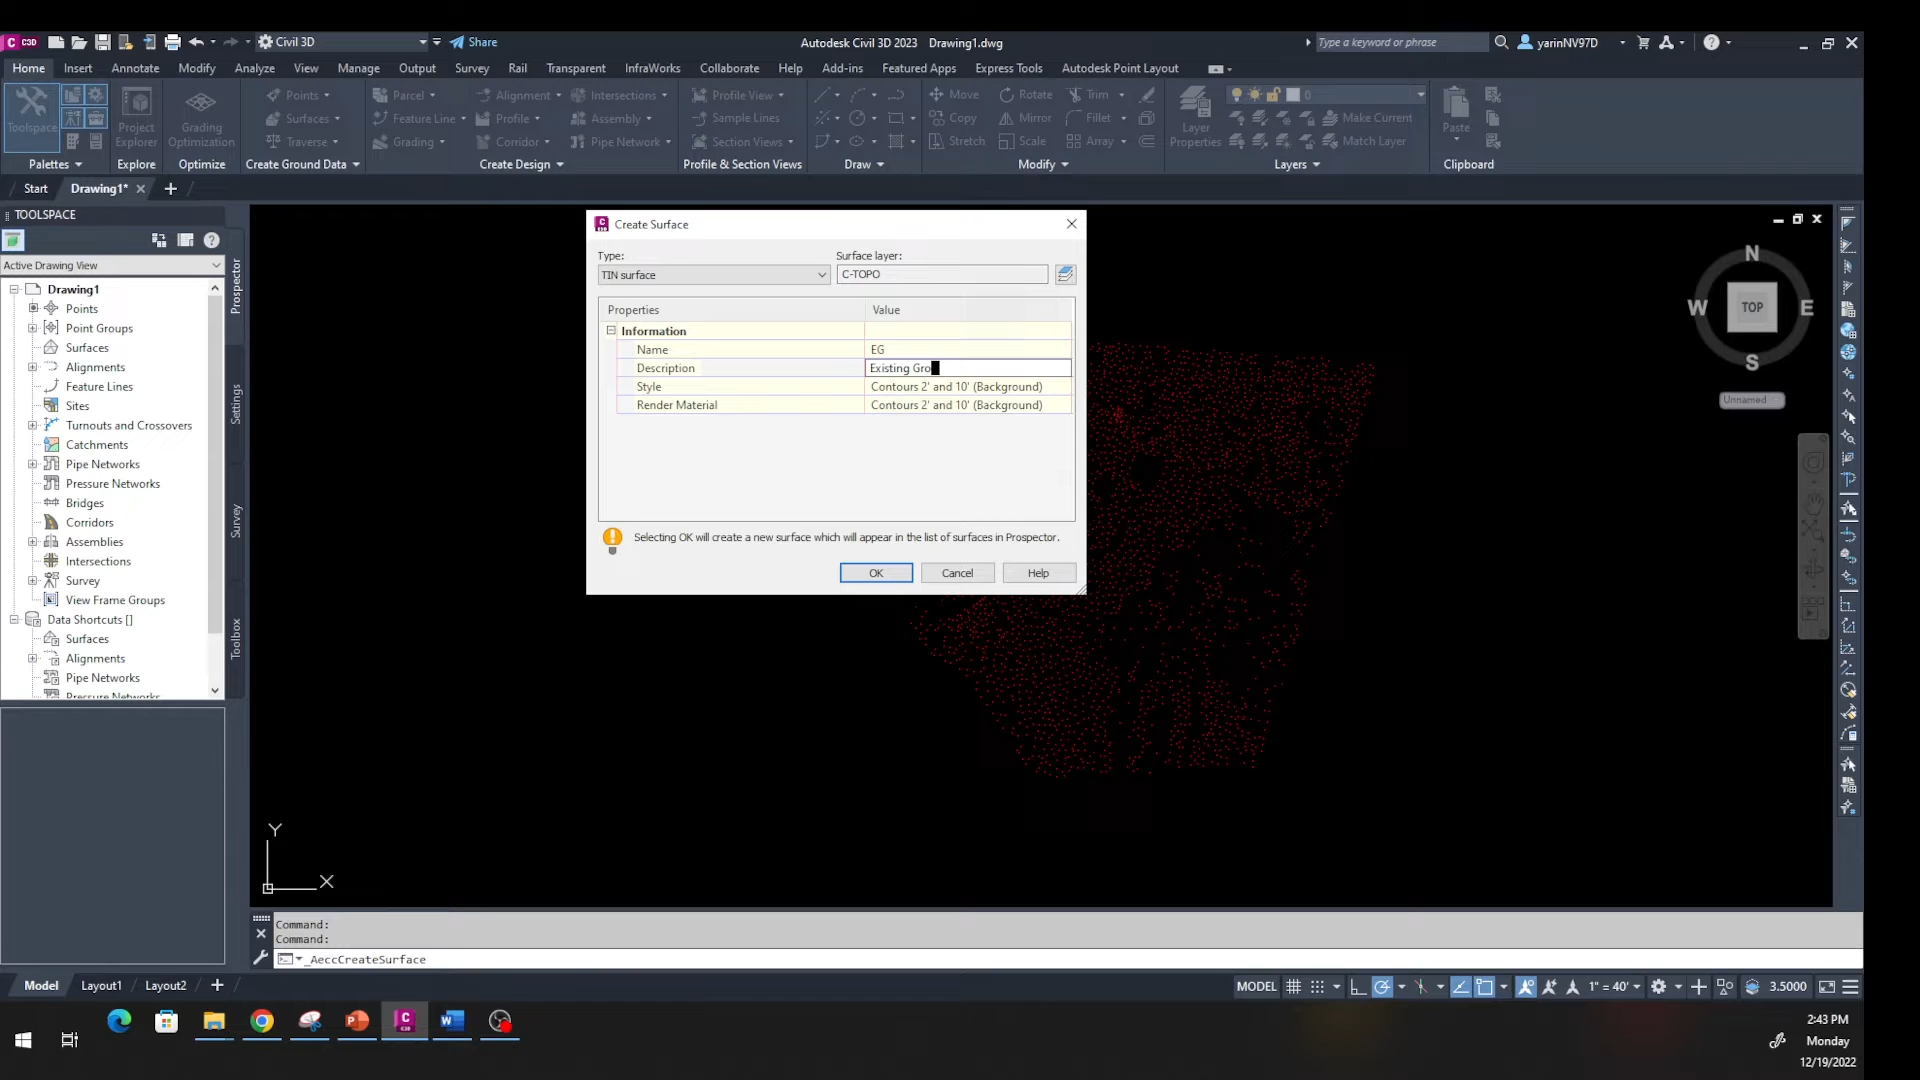 C3D Civil 3D Share Autodesk Civil 3D 2023 Drawing1.dwg Type a keyword or phrase yarinNV97D
Home Insert Annotate Modify Analyze View Manage Output Survey Rail Transparent InfraWorks Collaborate Help Add-ins Featured Apps Express Tools Autodesk Point Layout
Points Parcel Alignment Intersections Profile View Move Rotate Trim 0
Surfaces Feature Line Profile Assembly Sample Lines Copy Mirror Fillet Make Current
Toolspace Project Explorer Grading Optimization Layer Properties Paste
Traverse Grading Corridor Pipe Network Section Views Stretch Scale Array Match Layer
Palettes Explore Optimize Create Ground Data Create Design Profile & Section Views Draw Modify Layers Clipboard
Start Drawing1*
TOOLSPACE
Active Drawing View
Drawing1
Points
Point Groups
Surfaces
Alignments
Feature Lines
Sites
Turnouts and Crossovers
Catchments
Pipe Networks
Pressure Networks
Bridges
Corridors
Assemblies
Intersections
Survey
View Frame Groups
Data Shortcuts []
Surfaces
Alignments
Pipe Networks
Pressure Networks
Prospector
Settings
Survey
Toolbox
Create Surface
Type: Surface layer:
TIN surface C-TOPO
Properties Value
Information
Name EG
Description Existing Gro
Style Contours 2' and 10' (Background)
Render Material Contours 2' and 10' (Background)
Selecting OK will create a new surface which will appear in the list of surfaces in Prospector.
OK Cancel Help
N
W TOP E
S
Unnamed
Y
X
Command:
Command:
_AeccCreateSurface
Model Layout1 Layout2
MODEL 1" = 40' 3.5000
2:43 PM
Monday
12/19/2022